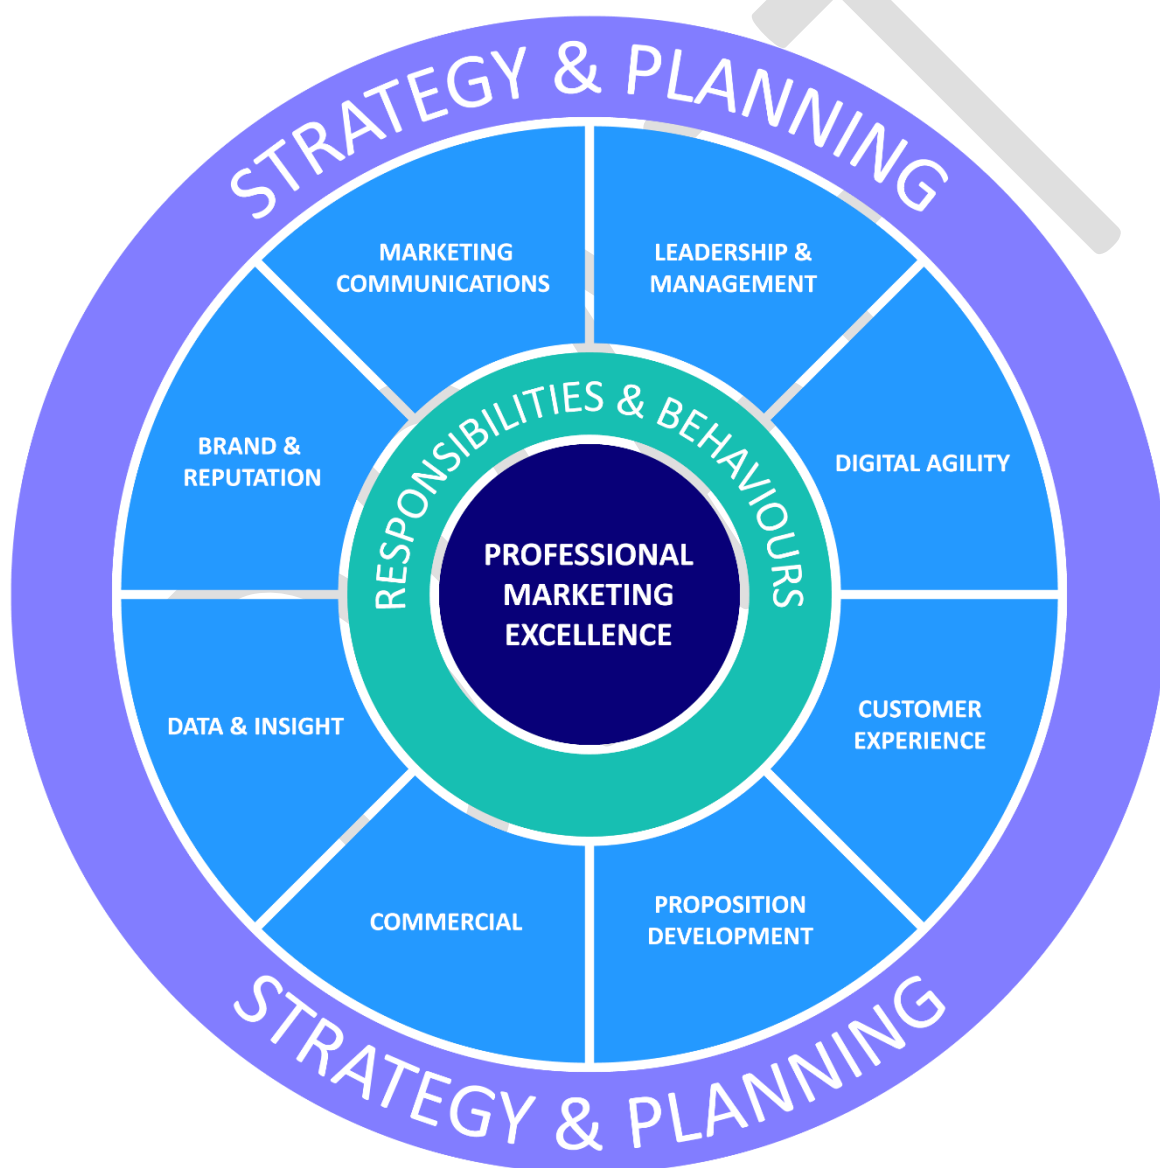 STRATEGY & PLANNING
MARKETING
COMMUNICATIONS
LEADERSHIP &
MANAGEMENT
BRAND &
REPUTATION
DIGITAL AGILITY
RESPONSIBILITIES & BEHAVIOURS
PROFESSIONAL
MARKETING
EXCELLENCE
DATA & INSIGHT
CUSTOMER
EXPERIENCE
COMMERCIAL
PROPOSITION
DEVELOPMENT
STRATEGY & PLANNING